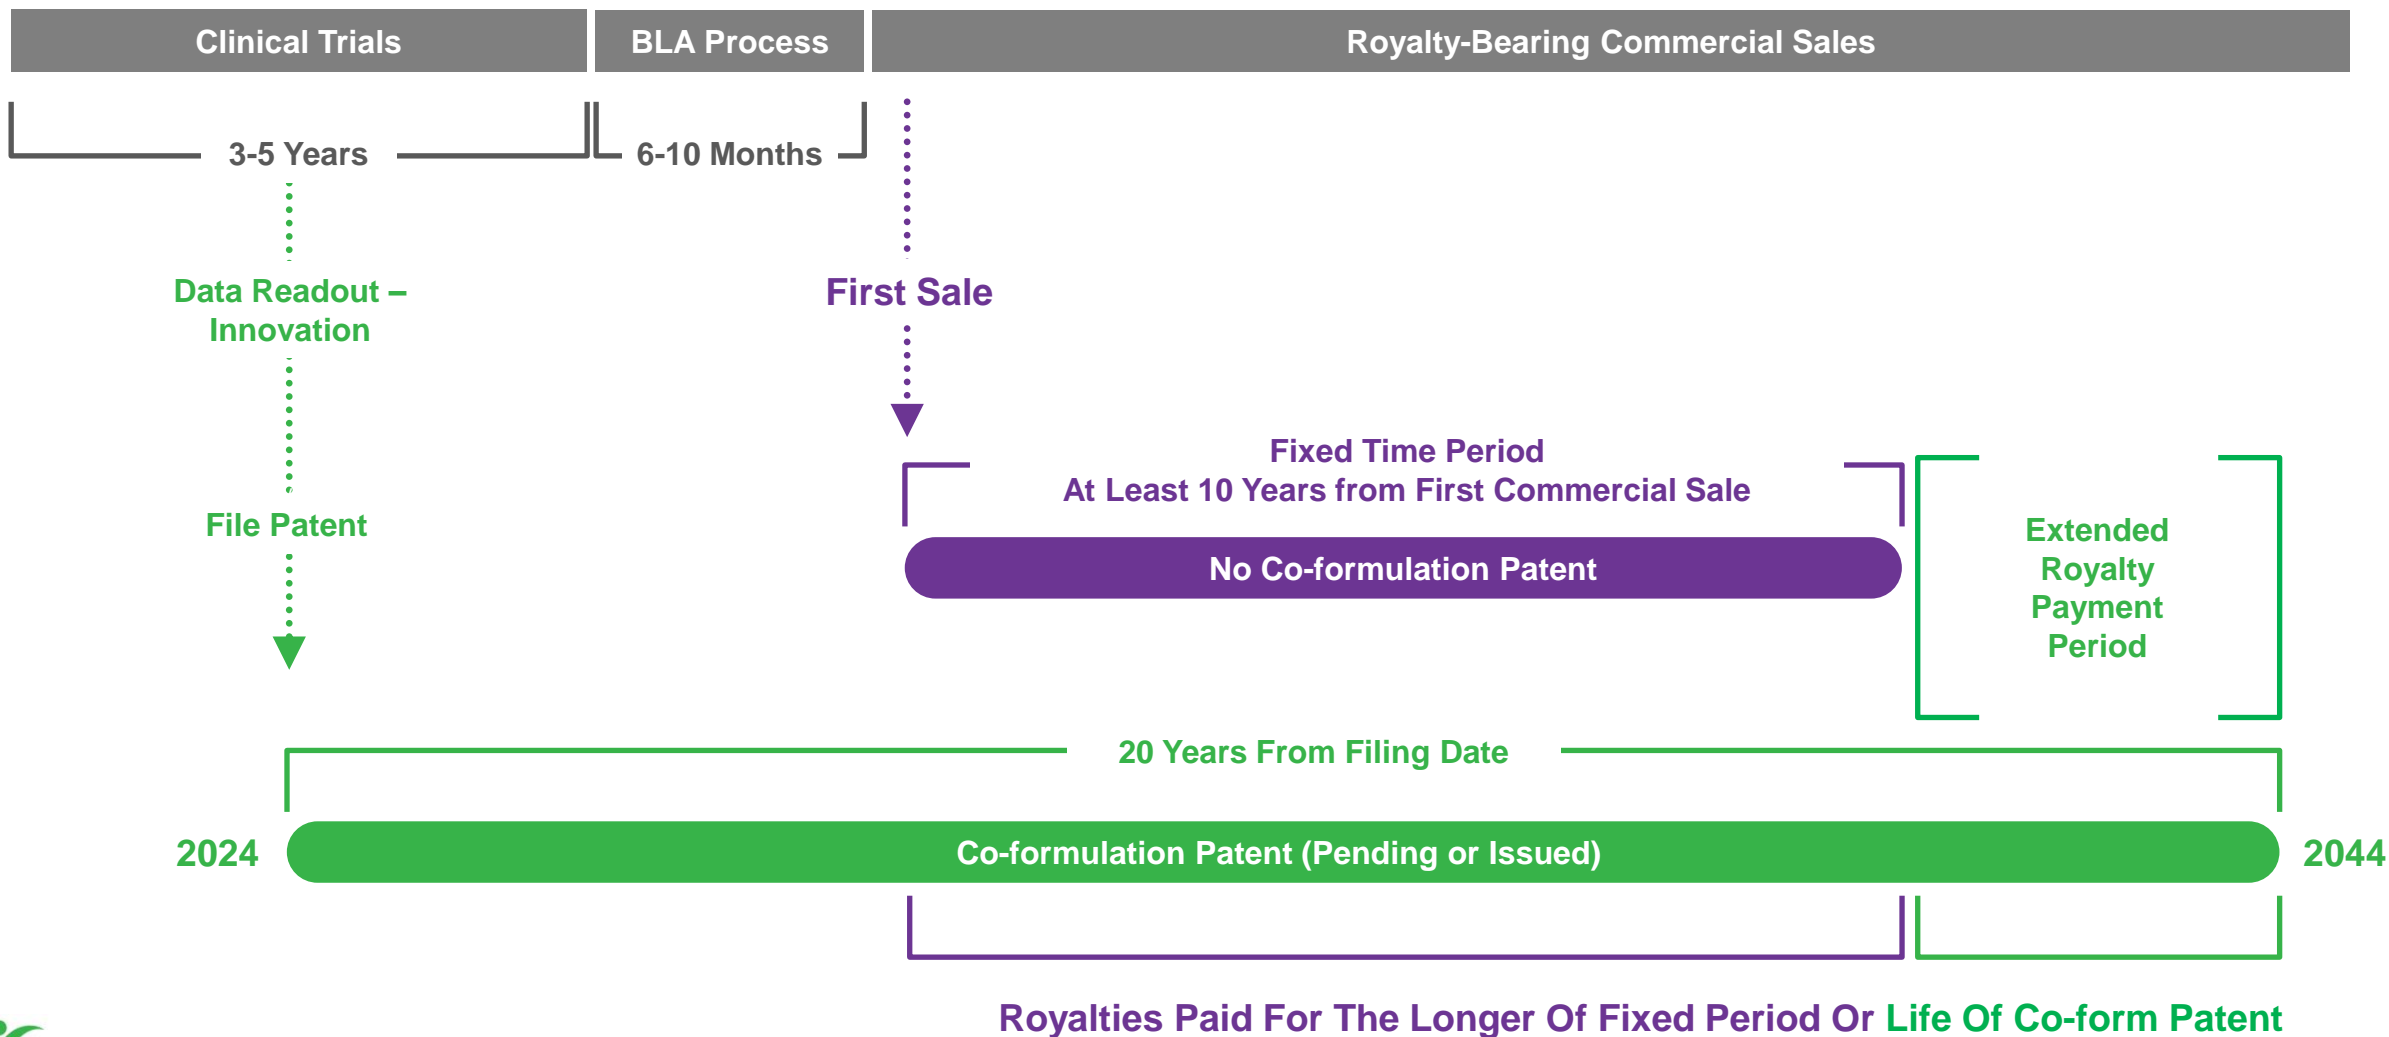 Clinical Trials
BLA Process
Royalty-Bearing Commercial Sales
3-5 Years
6-10 Months
Data Readout –
Innovation
First Sale
File Patent
Fixed Time Period
At Least 10 Years from First Commercial Sale
No Co-formulation Patent
Extended
Royalty
Payment
Period
20 Years From Filing Date
2024
Co-formulation Patent (Pending or Issued)
2044
Royalties Paid For The Longer Of Fixed Period Or Life Of Co-form Patent